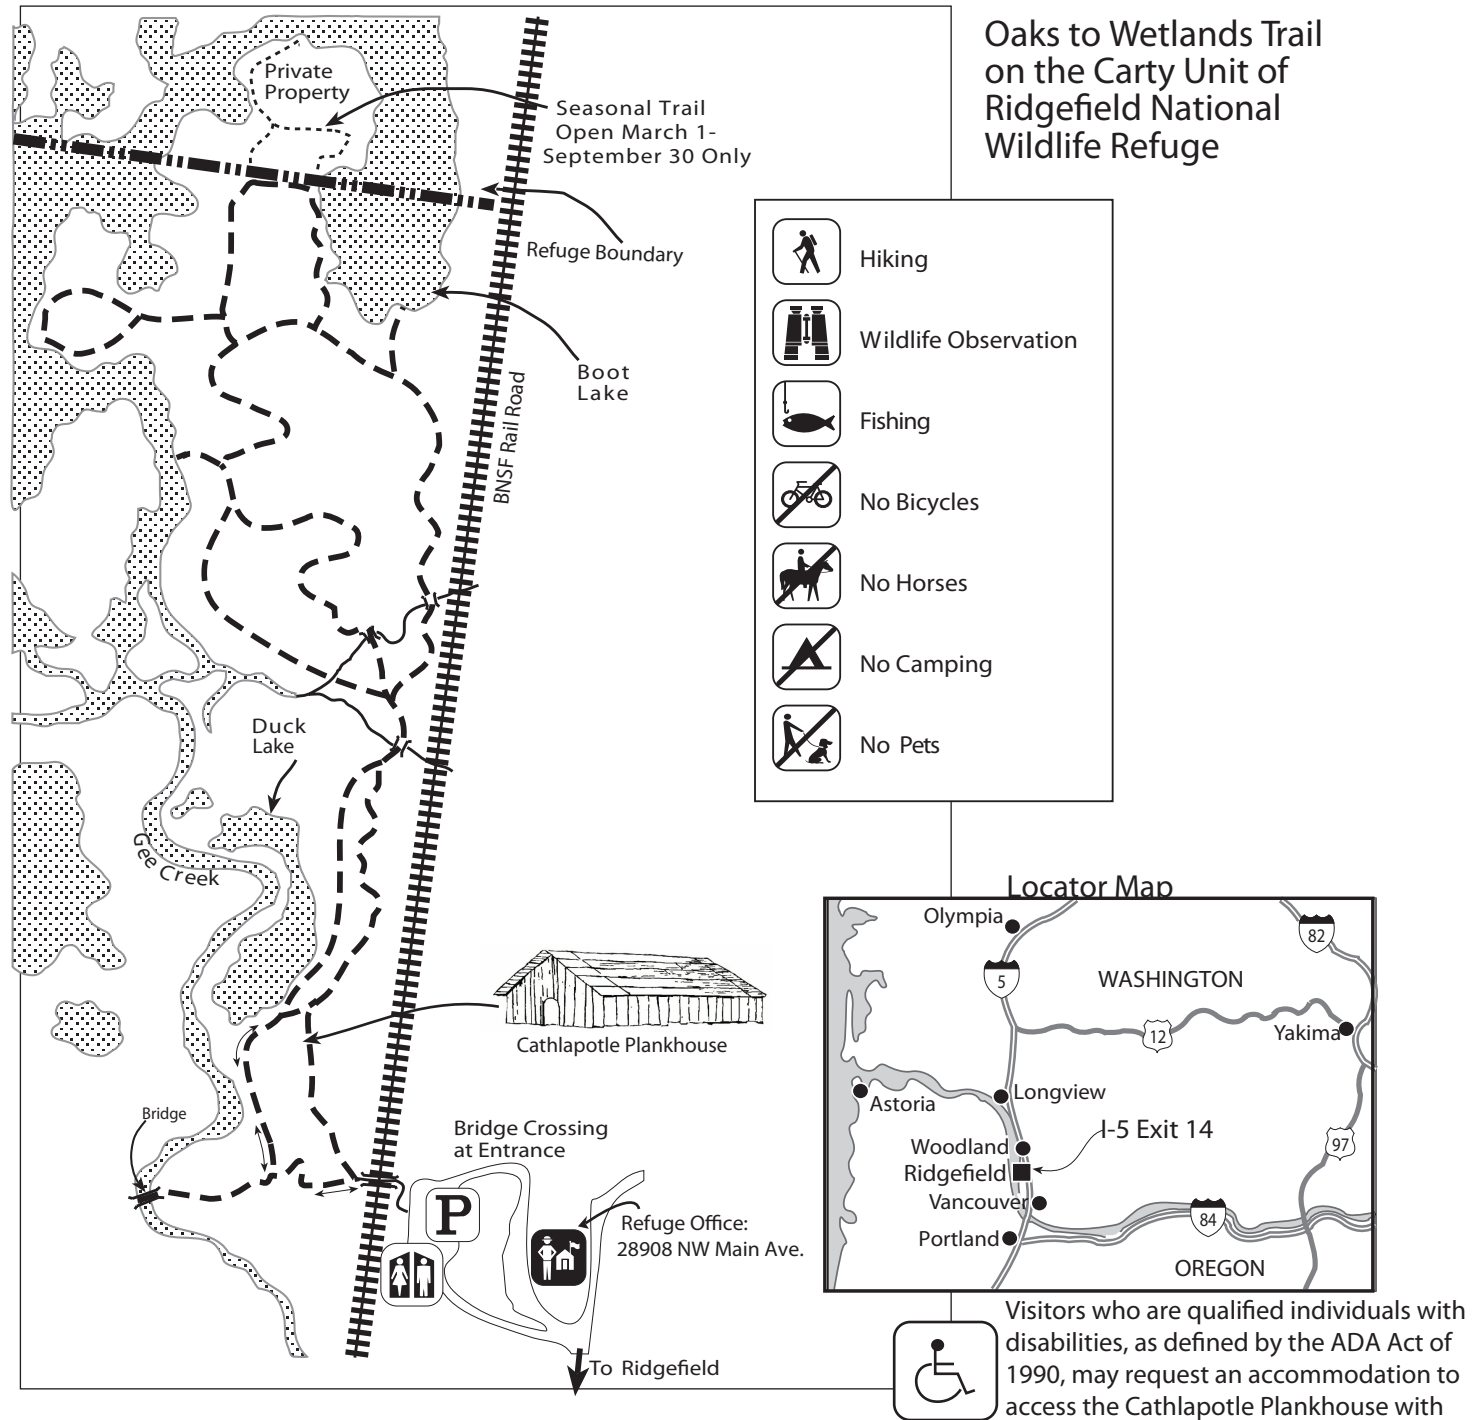 Oaks to Wetlands Trail
on the Carty Unit of
Ridgefield National
Wildlife Refuge
Private
Property
Seasonal Trail
Open March 1-
September 30 Only
Refuge Boundary
Boot
Lake
BNSF Rail Road
Duck
Lake
Gee Creek
Cathlapotle Plankhouse
Bridge
Bridge Crossing
at Entrance
P
Refuge Office:
28908 NW Main Ave.
To Ridgefield
Hiking
Wildlife Observation
Fishing
No Bicycles
No Horses
No Camping
No Pets
Locator Map
Olympia
82
5
WASHINGTON
12
Yakima
Longview
Astoria
I-5 Exit 14
97
Woodland
Ridgefield
Vancouver
84
Portland
OREGON
Visitors who are qualified individuals with
disabilities, as defined by the ADA Act of
1990, may request an accommodation to
access the Cathlapotle Plankhouse with